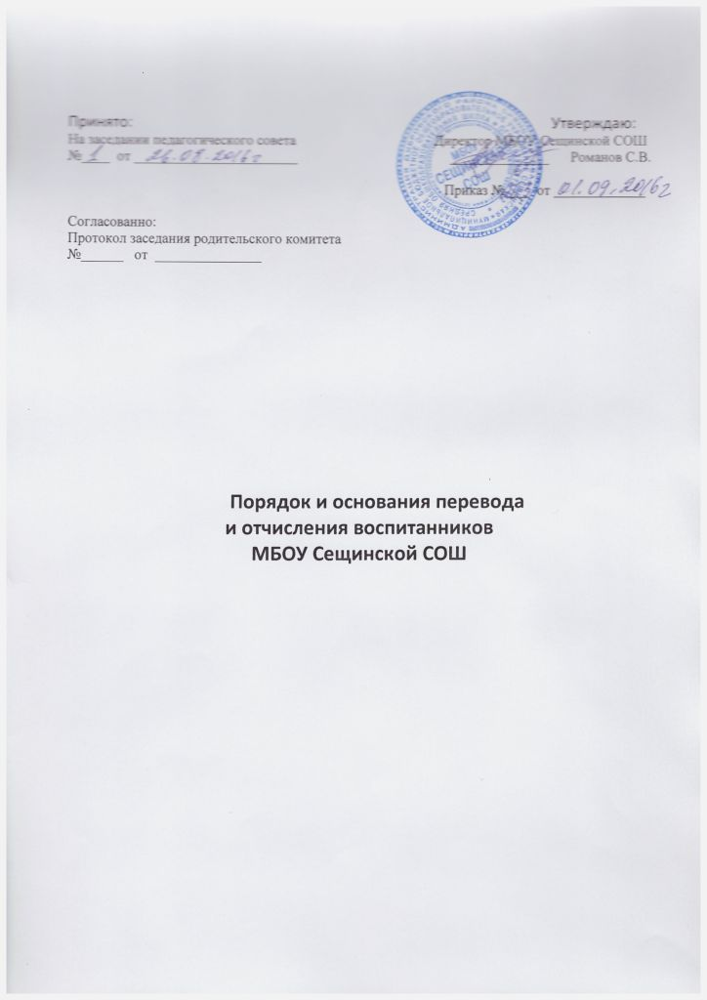 Принято:
На заседании педагогического совета
№ 1 от 26.08.2016г
Утверждаю:
Директор МБОУ Сещинской СОШ
Романов С.В.
Приказ № от 01.09.2016г
СЕЩИНСКАЯ
СОШ
Согласованно:
Протокол заседания родительского комитета
№______ от _______________
Порядок и основания перевода
и отчисления воспитанников
МБОУ Сещинской СОШ